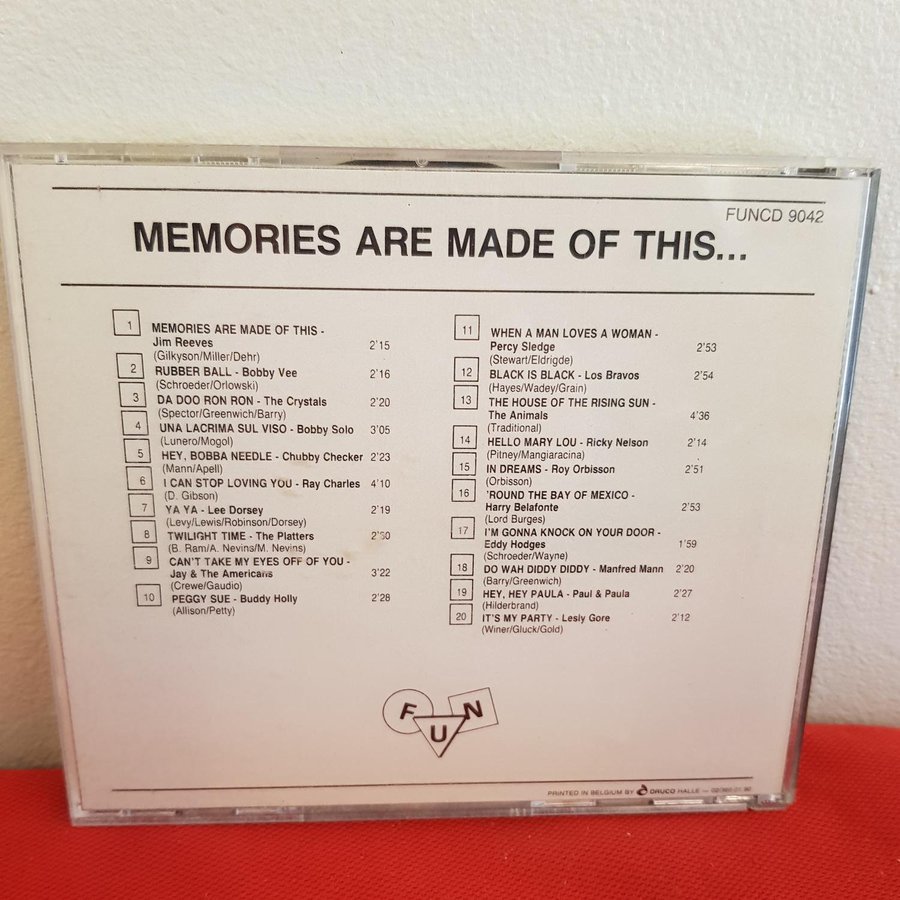 FUNCD 9042
MEMORIES ARE MADE OF THIS...
1 MEMORIES ARE MADE OF THIS -
Jim Reeves 2'15
(Gilkyson/Miller/Dehr)
2 RUBBER BALL - Bobby Vee 2'16
(Schroeder/Orlowski)
3 DA DOO RON RON - The Crystals 2'20
(Spector/Greenwich/Barry)
4 UNA LACRIMA SUL VISO - Bobby Solo 3'05
(Lunero/Mogol)
5 HEY, BOBBA NEEDLE - Chubby Checker 2'23
(Mann/Apell)
6 I CAN STOP LOVING YOU - Ray Charles 4'10
(D. Gibson)
7 YA YA - Lee Dorsey 2'19
(Levy/Lewis/Robinson/Dorsey)
8 TWILIGHT TIME - The Platters
(B. Ram/A. Nevins/M. Nevins)
9 CAN'T TAKE MY EYES OFF OF YOU -
Jay & The Americans 3'22
(Crewe/Gaudio)
10 PEGGY SUE - Buddy Holly 2'28
(Allison/Petty)
11 WHEN A MAN LOVES A WOMAN -
Percy Sledge 2'53
(Stewart/Eldrigde)
12 BLACK IS BLACK - Los Bravos 2'54
(Hayes/Wadey/Grain)
13 THE HOUSE OF THE RISING SUN -
The Animals 4'36
(Traditional)
14 HELLO MARY LOU - Ricky Nelson 2'14
(Pitney/Mangiaracina)
15 IN DREAMS - Roy Orbisson 2'51
(Orbisson)
16 'ROUND THE BAY OF MEXICO -
Harry Belafonte 2'53
(Lord Burges)
17 I'M GONNA KNOCK ON YOUR DOOR -
Eddy Hodges 1'59
(Schroeder/Wayne)
18 DO WAH DIDDY DIDDY - Manfred Mann 2'20
(Barry/Greenwich)
19 HEY, HEY PAULA - Paul & Paula 2'27
(Hilderbrand)
20 IT'S MY PARTY - Lesly Gore 2'12
(Winer/Gluck/Gold)
FUN
PRINTED IN BELGIUM BY DRUCO HALLE —